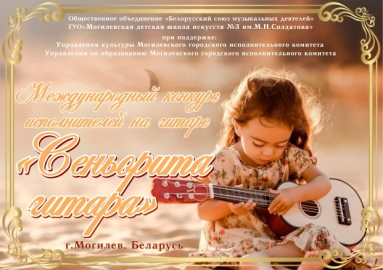 Общественное объединение «Белорусский союз музыкальных деятелей»
ГУО«Могилевская детская школа искусств №3 им.М.Н.Солдатова»
при поддержке:
Управления культуры Могилевского городского исполнительного комитета
Управления по образованию Могилевского городского исполнительного комитета
Международный конкурс
исполнителей на гитаре
«Сеньорита
гитара»
г.Могилев, Беларусь